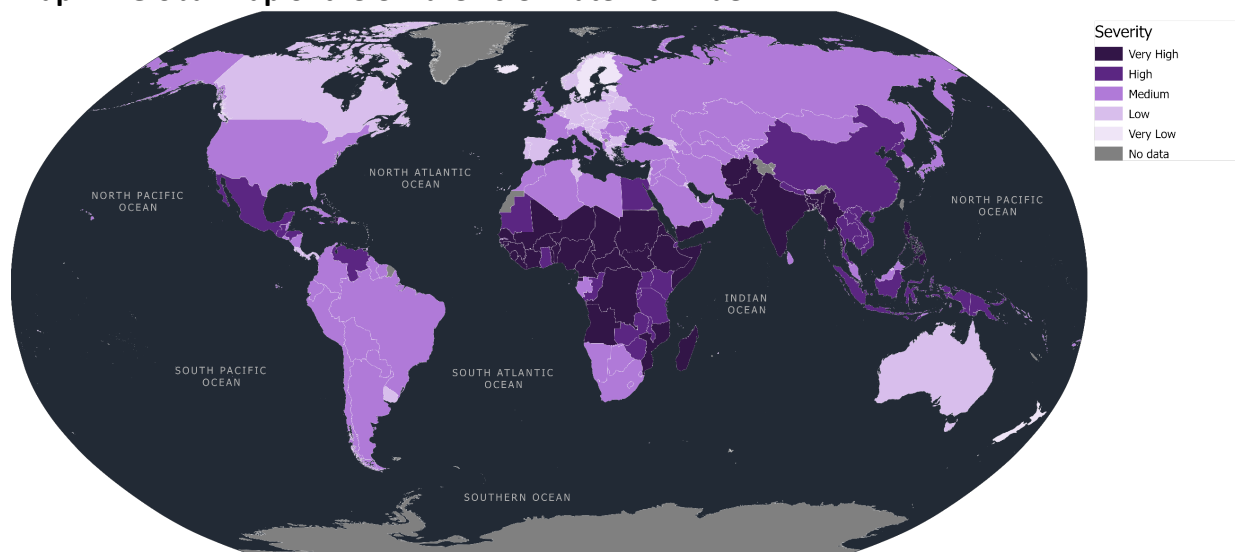 Severity
Very High
High
Medium
Low
Very Low
No data
NORTH ATLANTIC
OCEAN
NORTH PACIFIC
OCEAN
NORTH PACIFIC
OCEAN
INDIAN
OCEAN
SOUTH PACIFIC
OCEAN
SOUTH ATLANTIC
OCEAN
SOUTHERN OCEAN